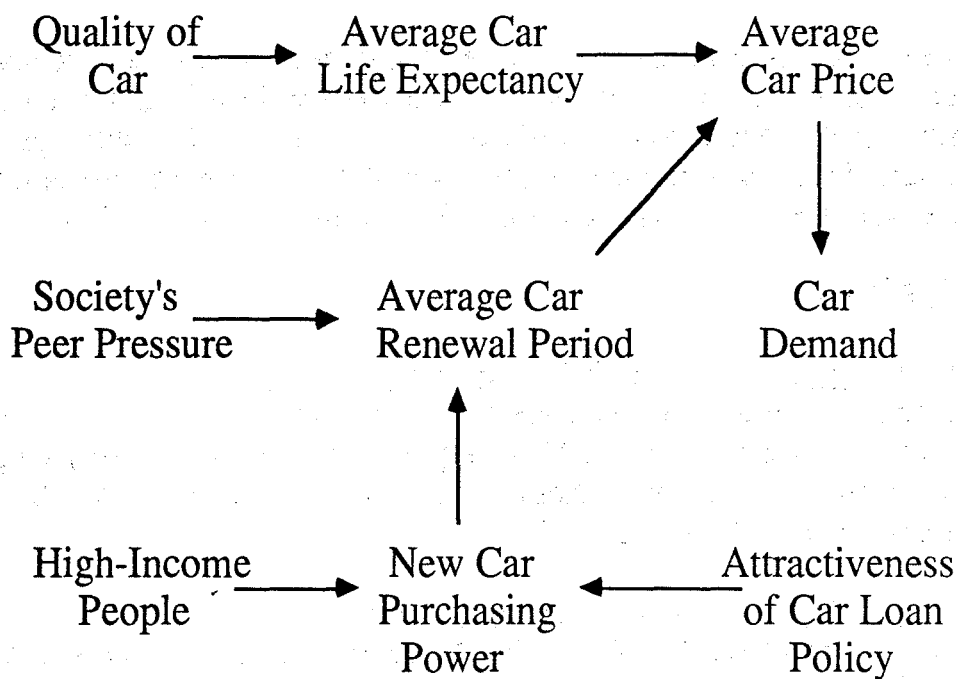 Quality of
Car
Average Car
Life Expectancy
Average
Car Price
Society's
Peer Pressure
Average Car
Renewal Period
Car
Demand
High-Income
People
New Car
Purchasing
Power
Attractiveness
of Car Loan
Policy